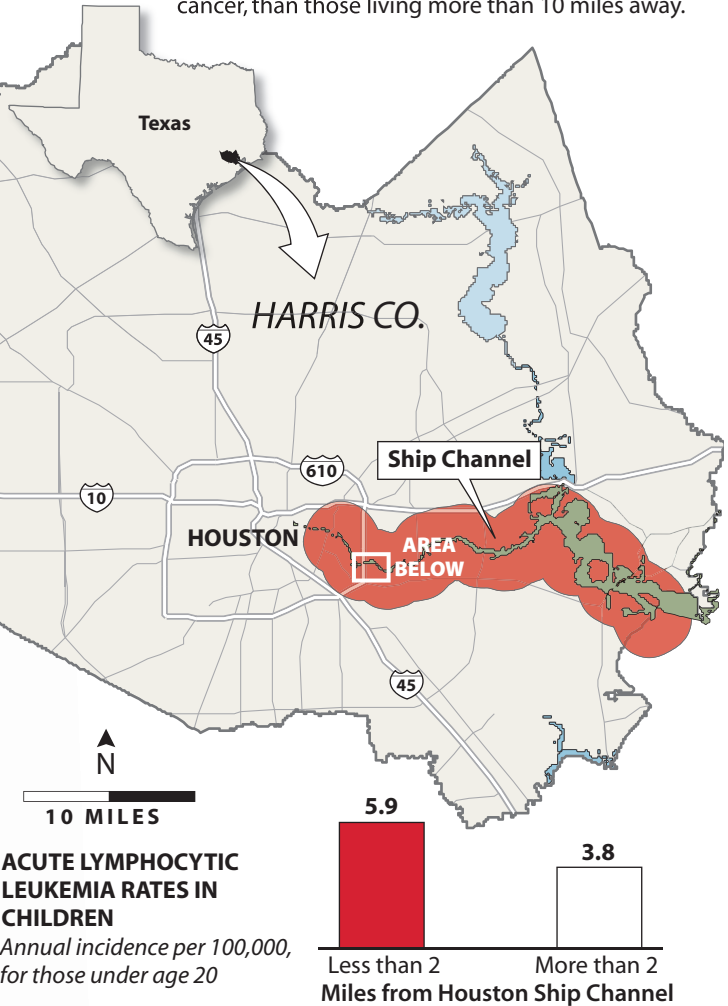 cancer, than those living more than 10 miles away.
Texas
HARRIS CO.
45
610
Ship Channel
10
HOUSTON
AREA
BELOW
45
N
10 MILES
ACUTE LYMPHOCYTIC
LEUKEMIA RATES IN
CHILDREN
Annual incidence per 100,000,
for those under age 20
5.9
3.8
Less than 2
More than 2
Miles from Houston Ship Channel